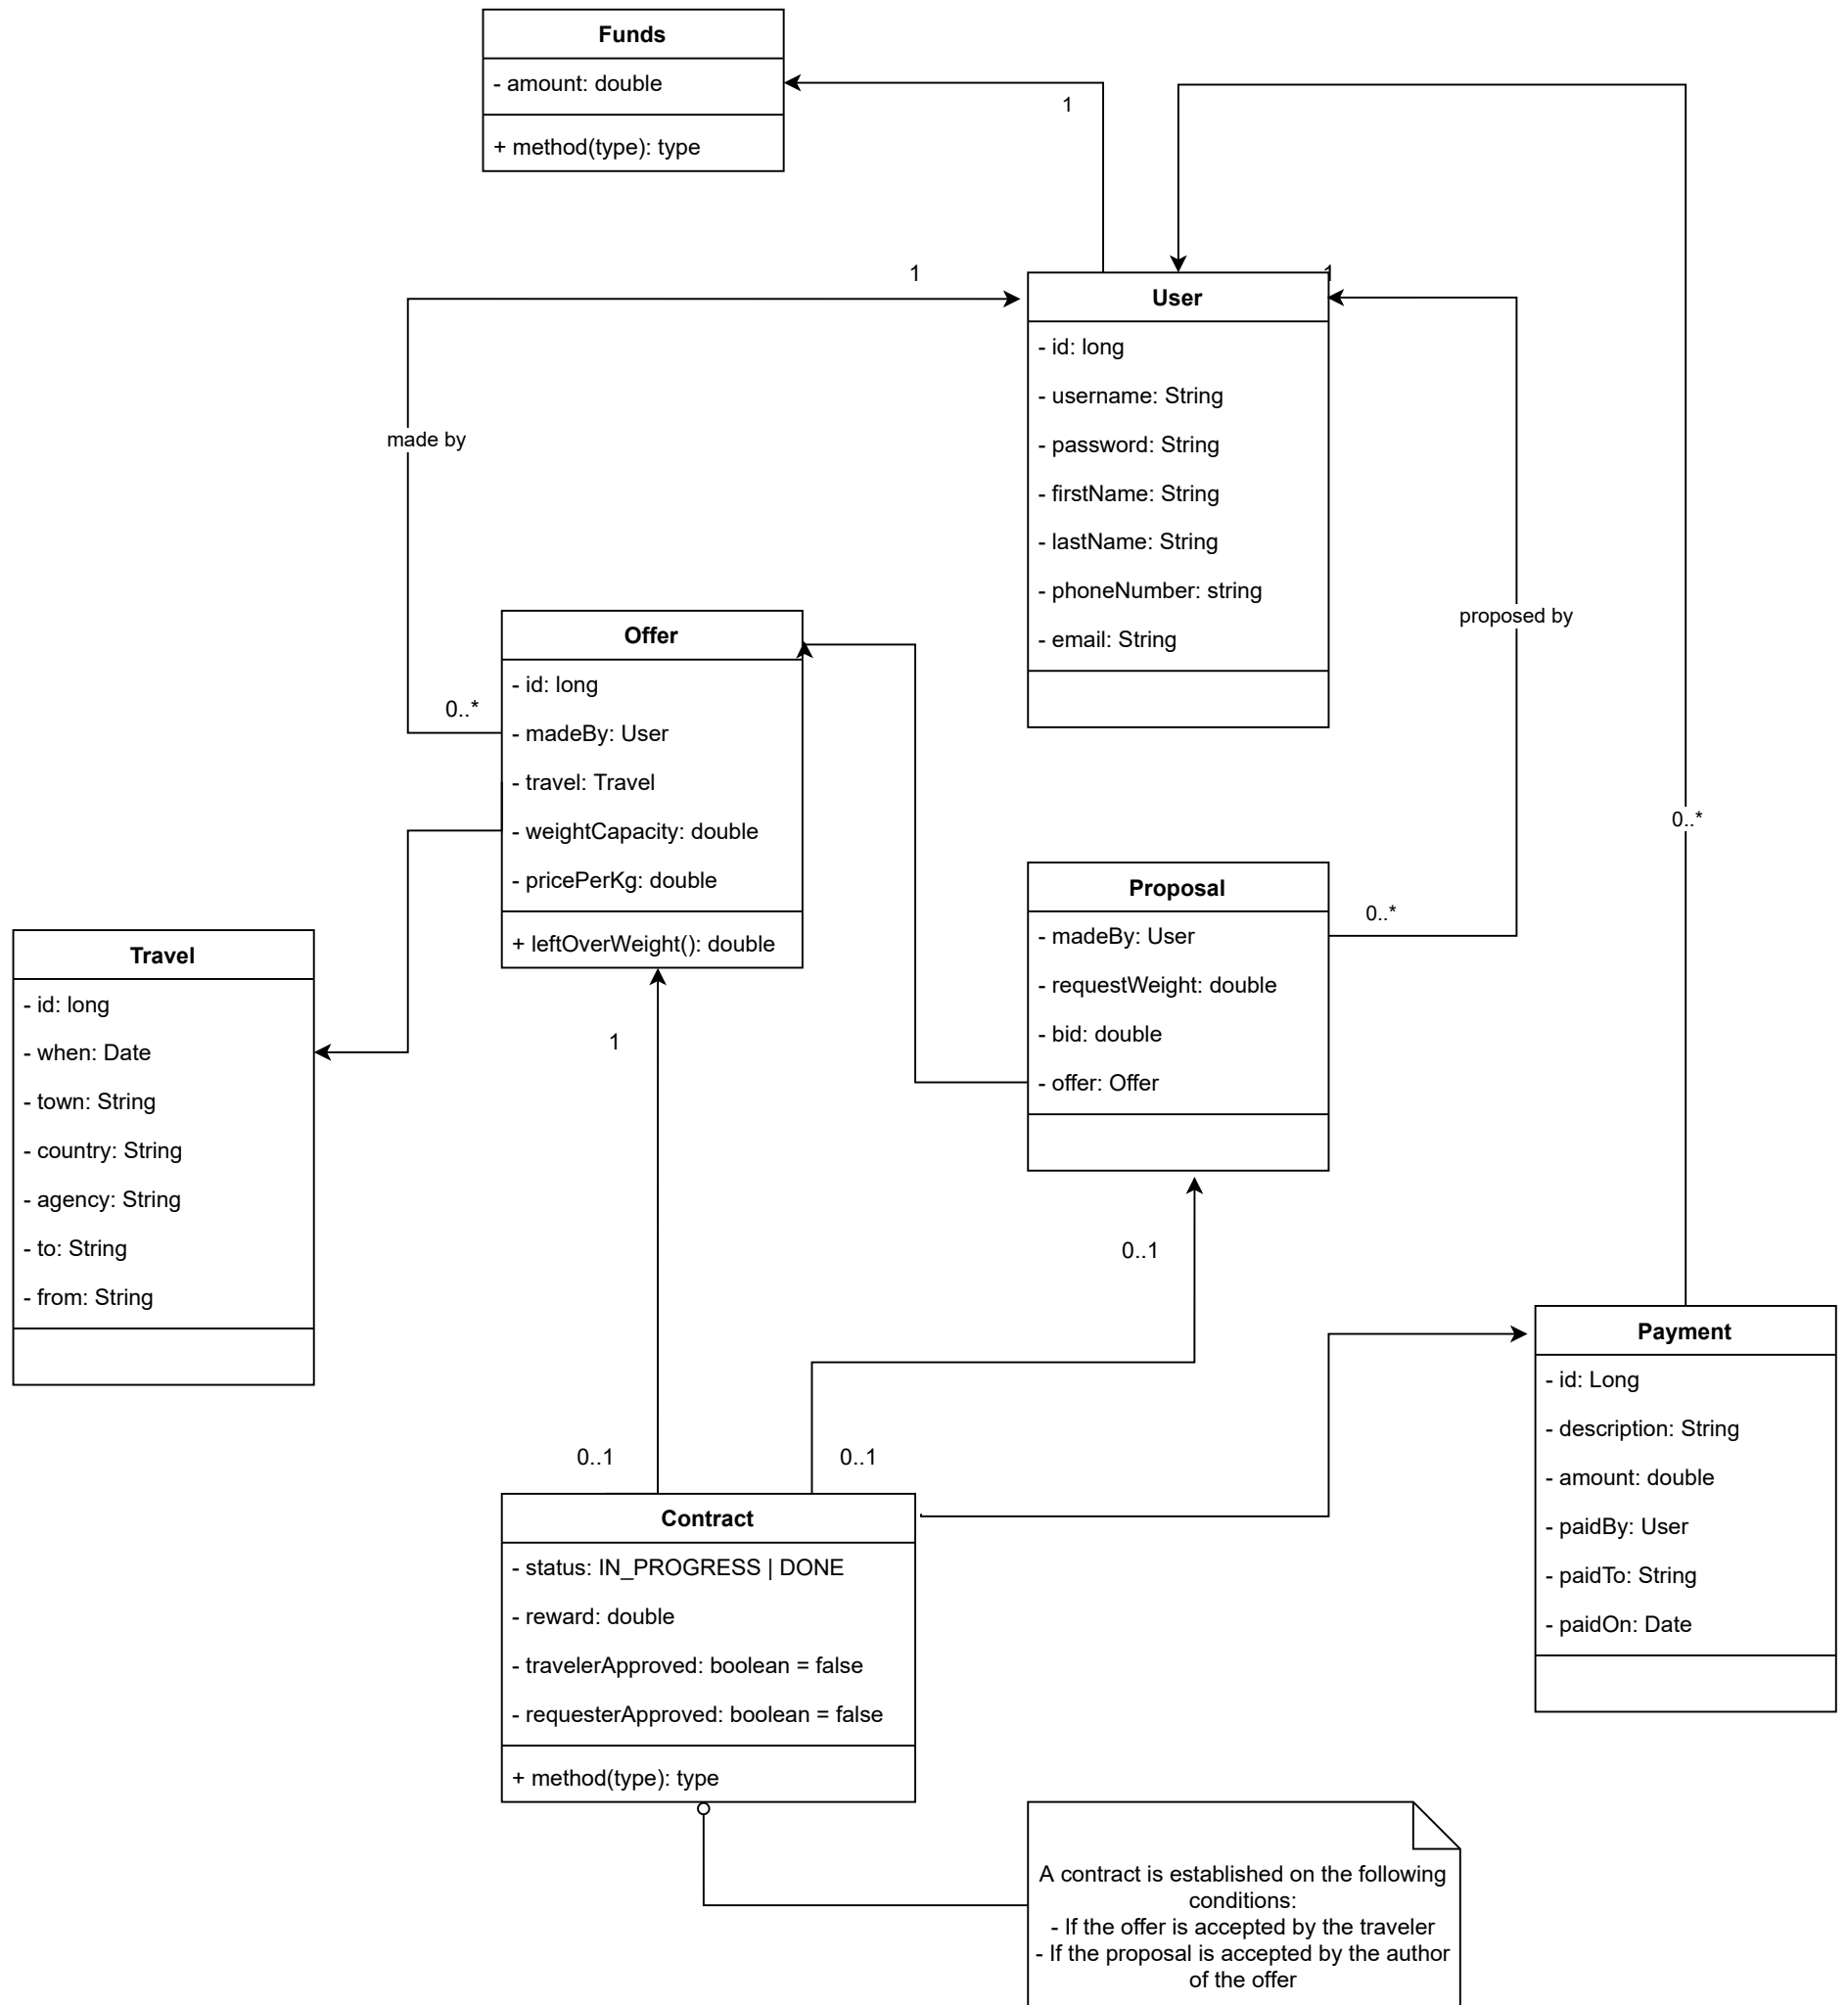 Funds
- amount: double
+ method(type): type
1
1
1
User
- id: long
- username: String
- password: String
- firstName: String
- lastName: String
- phoneNumber: string
- email: String
made by
proposed by
0..*
Offer
- id: long
- madeBy: User
- travel: Travel
- weightCapacity: double
- pricePerKg: double
+ leftOverWeight(): double
0..*
Proposal
- madeBy: User
- requestWeight: double
- bid: double
- offer: Offer
0..*
Travel
- id: long
- when: Date
- town: String
- country: String
- agency: String
- to: String
- from: String
1
0..1
0..1
0..1
Payment
- id: Long
- description: String
- amount: double
- paidBy: User
- paidTo: String
- paidOn: Date
Contract
- status: IN_PROGRESS | DONE
- reward: double
- travelerApproved: boolean = false
- requesterApproved: boolean = false
+ method(type): type
A contract is established on the following
conditions:
- If the offer is accepted by the traveler
- If the proposal is accepted by the author
of the offer